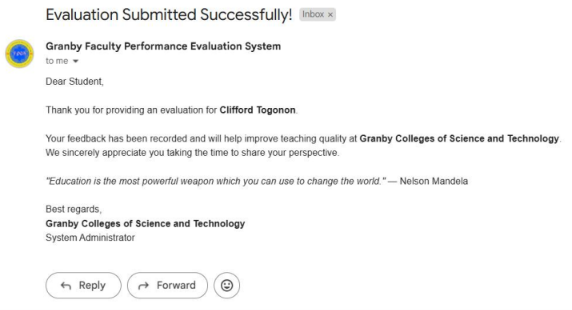 Evaluation Submitted Successfully! Inbox ×
Granby Faculty Performance Evaluation System
to me
Dear Student,
Thank you for providing an evaluation for Clifford Togonon.
Your feedback has been recorded and will help improve teaching quality at Granby Colleges of Science and Technology.
We sincerely appreciate you taking the time to share your perspective.
"Education is the most powerful weapon which you can use to change the world." — Nelson Mandela
Best regards,
Granby Colleges of Science and Technology
System Administrator
Reply Forward